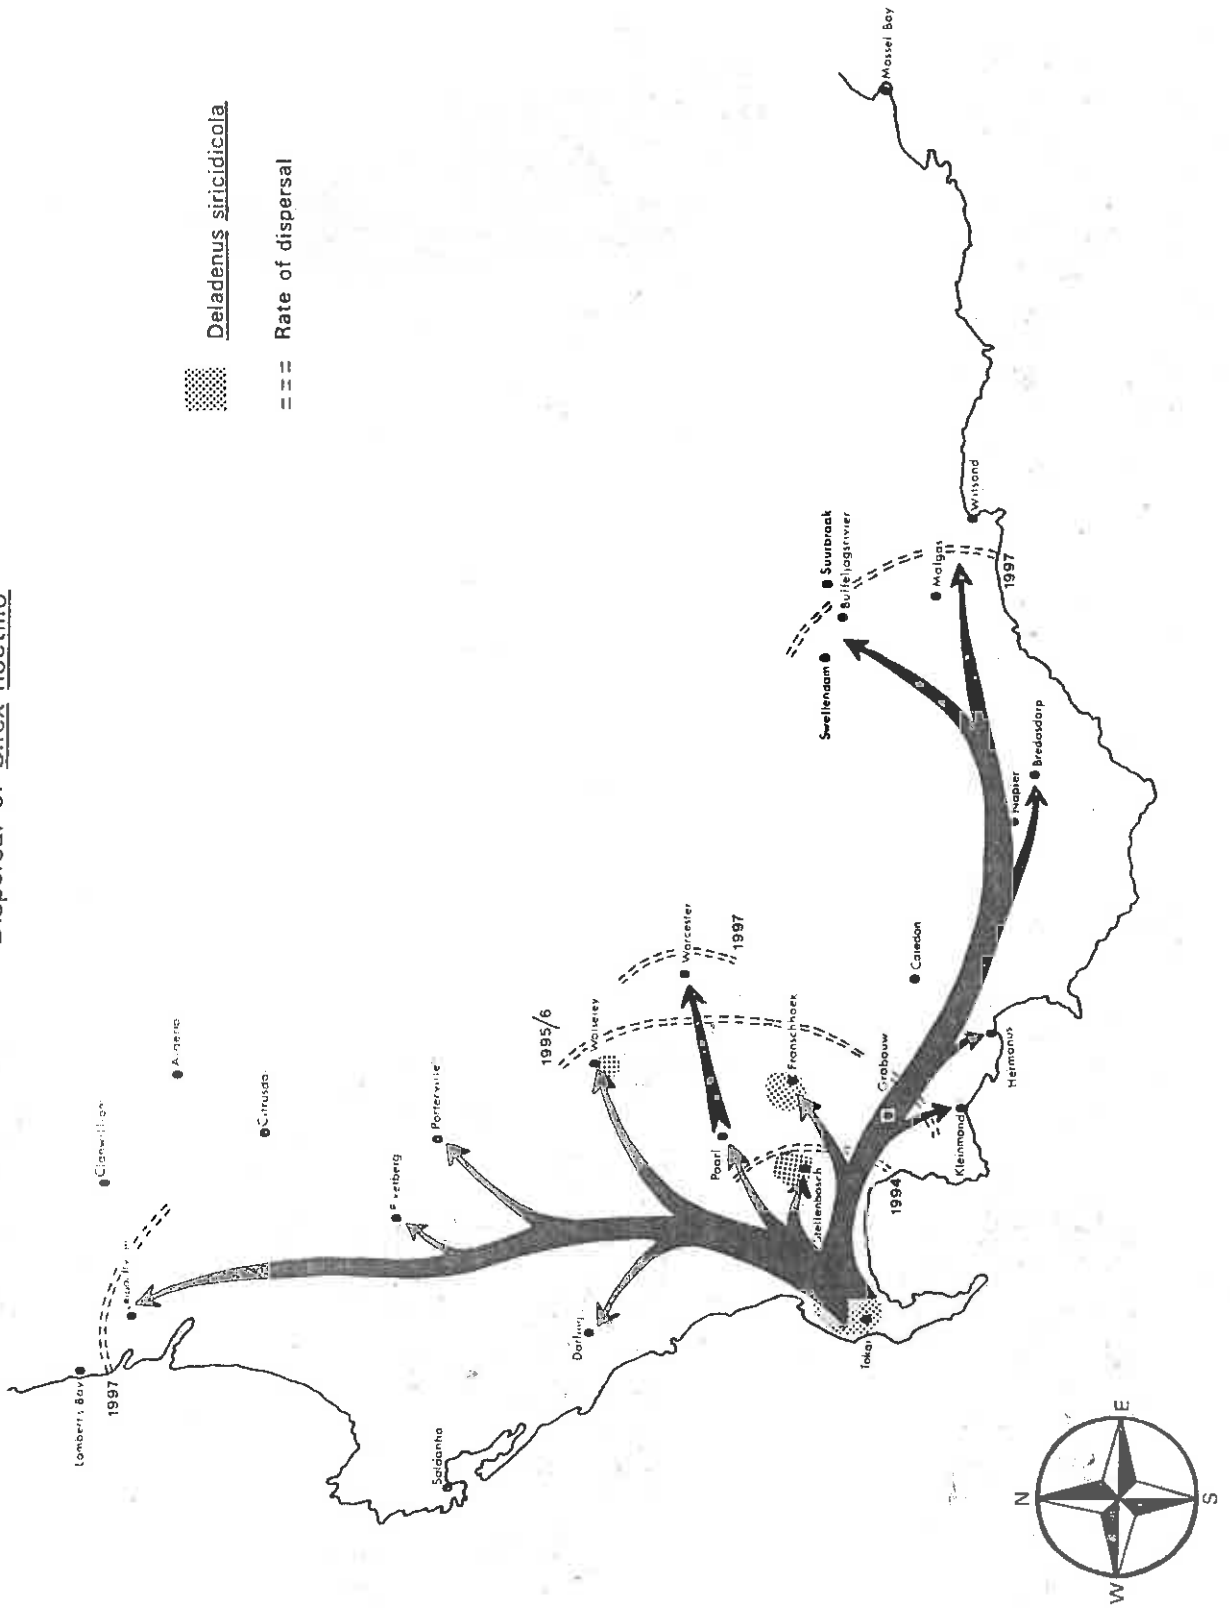 Dispersal of Sirex noctilio
Deladenus siricidicola
=== Rate of dispersal
Lamberts Bay
1997
Clanwilliam
Algeria
Citrusda
Porterville
Saldanha
Darling
1995/6
Wolseley
Worcester
1997
Paarl
Franschhoek
Stellenbosch
Tokai
1994
Grabouw
Caledon
Kleinmond
Hermanus
Napier
Bredasdorp
Swellendam
Suurbraak
Buffeljagsrivier
Malgas
1997
Witsand
Mossel Bay
N
E
S
W